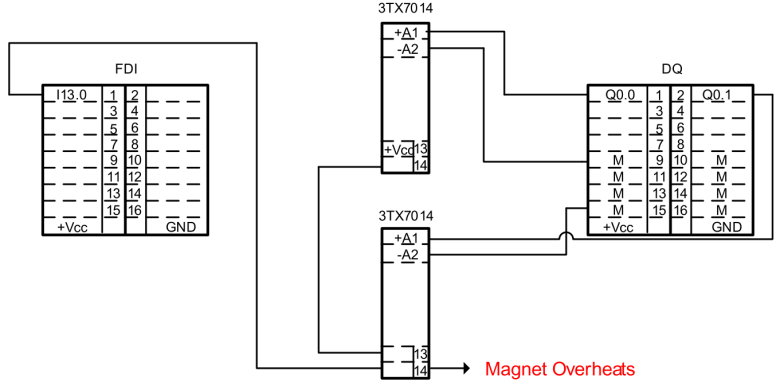 3TX7014
+A1
-A2
+Vcc 13
14
FDI
I13.0 1 2
3 4
5 6
7 8
9 10
11 12
13 14
15 16
+Vcc GND
DQ
Q0.0 1 2 Q0.1
3 4
5 6
7 8
M 9 10 M
M 11 12 M
M 13 14 M
M 15 16 M
+Vcc GND
3TX7014
+A1
-A2
13
14
Magnet Overheats